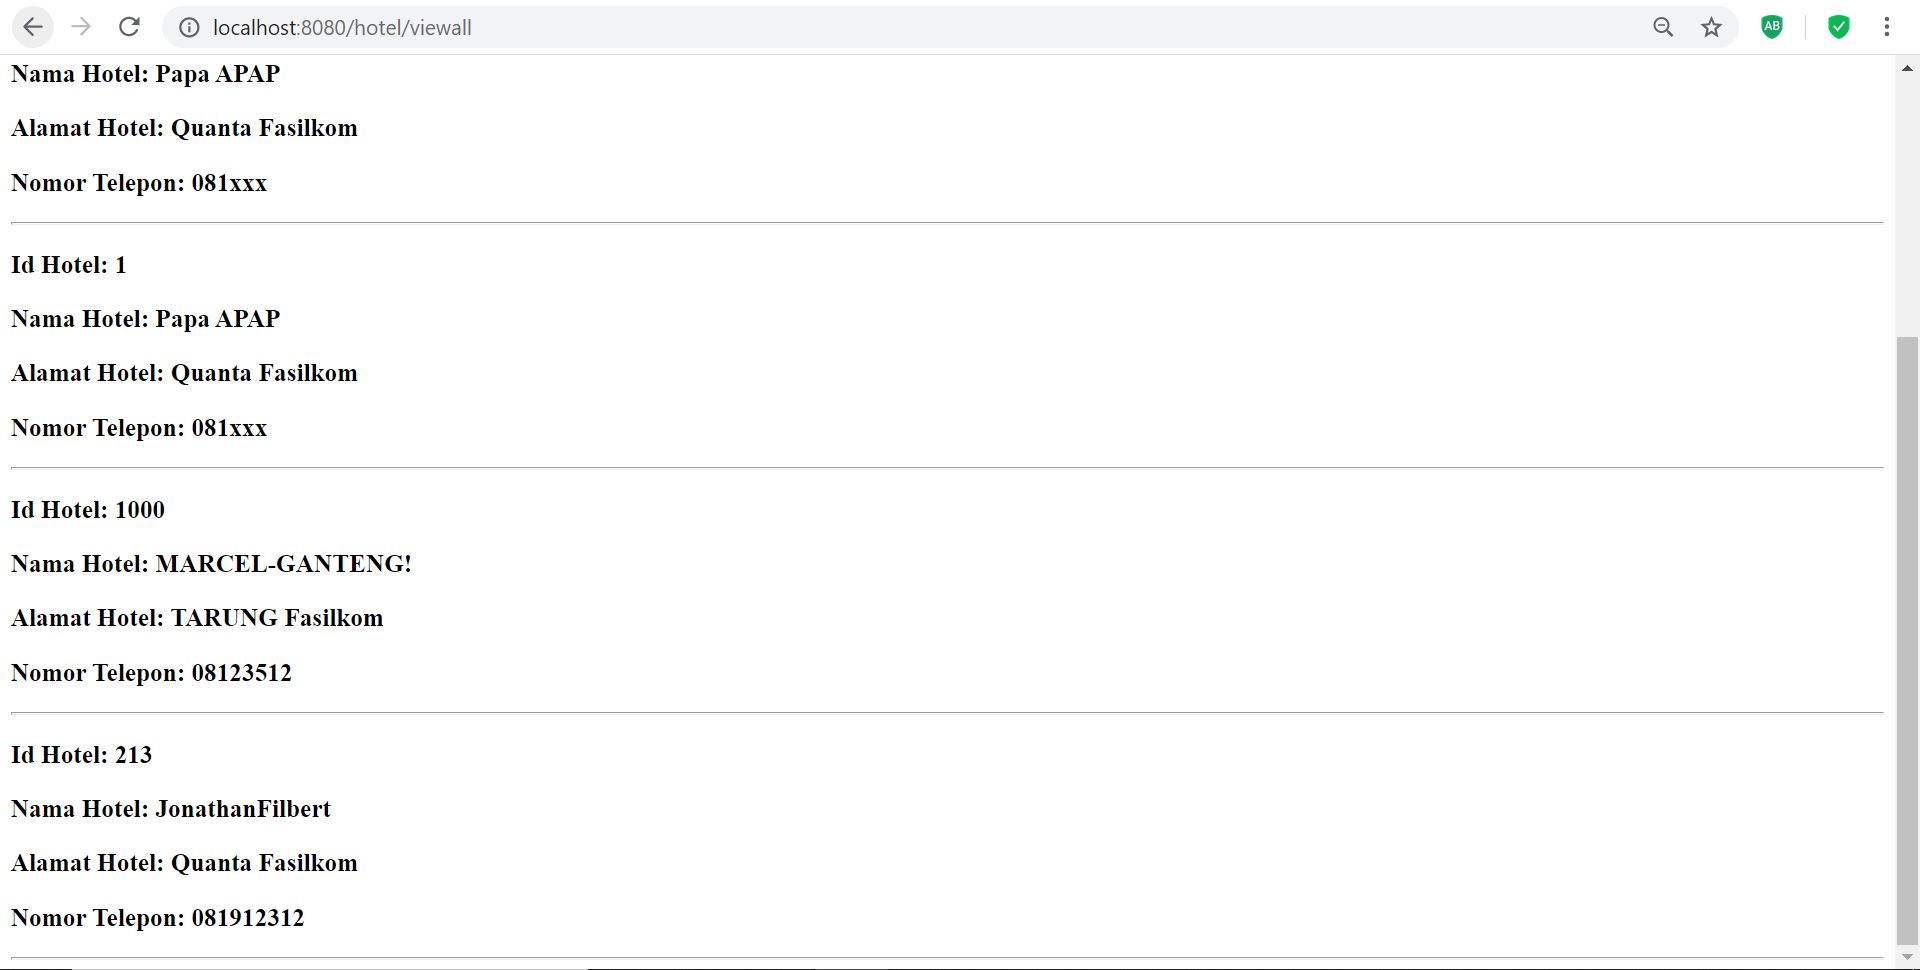 localhost:8080/hotel/viewall
AB
Nama Hotel: Papa APAP
Alamat Hotel: Quanta Fasilkom
Nomor Telepon: 081xxx
Id Hotel: 1
Nama Hotel: Papa APAP
Alamat Hotel: Quanta Fasilkom
Nomor Telepon: 081xxx
Id Hotel: 1000
Nama Hotel: MARCEL-GANTENG!
Alamat Hotel: TARUNG Fasilkom
Nomor Telepon: 08123512
Id Hotel: 213
Nama Hotel: JonathanFilbert
Alamat Hotel: Quanta Fasilkom
Nomor Telepon: 081912312